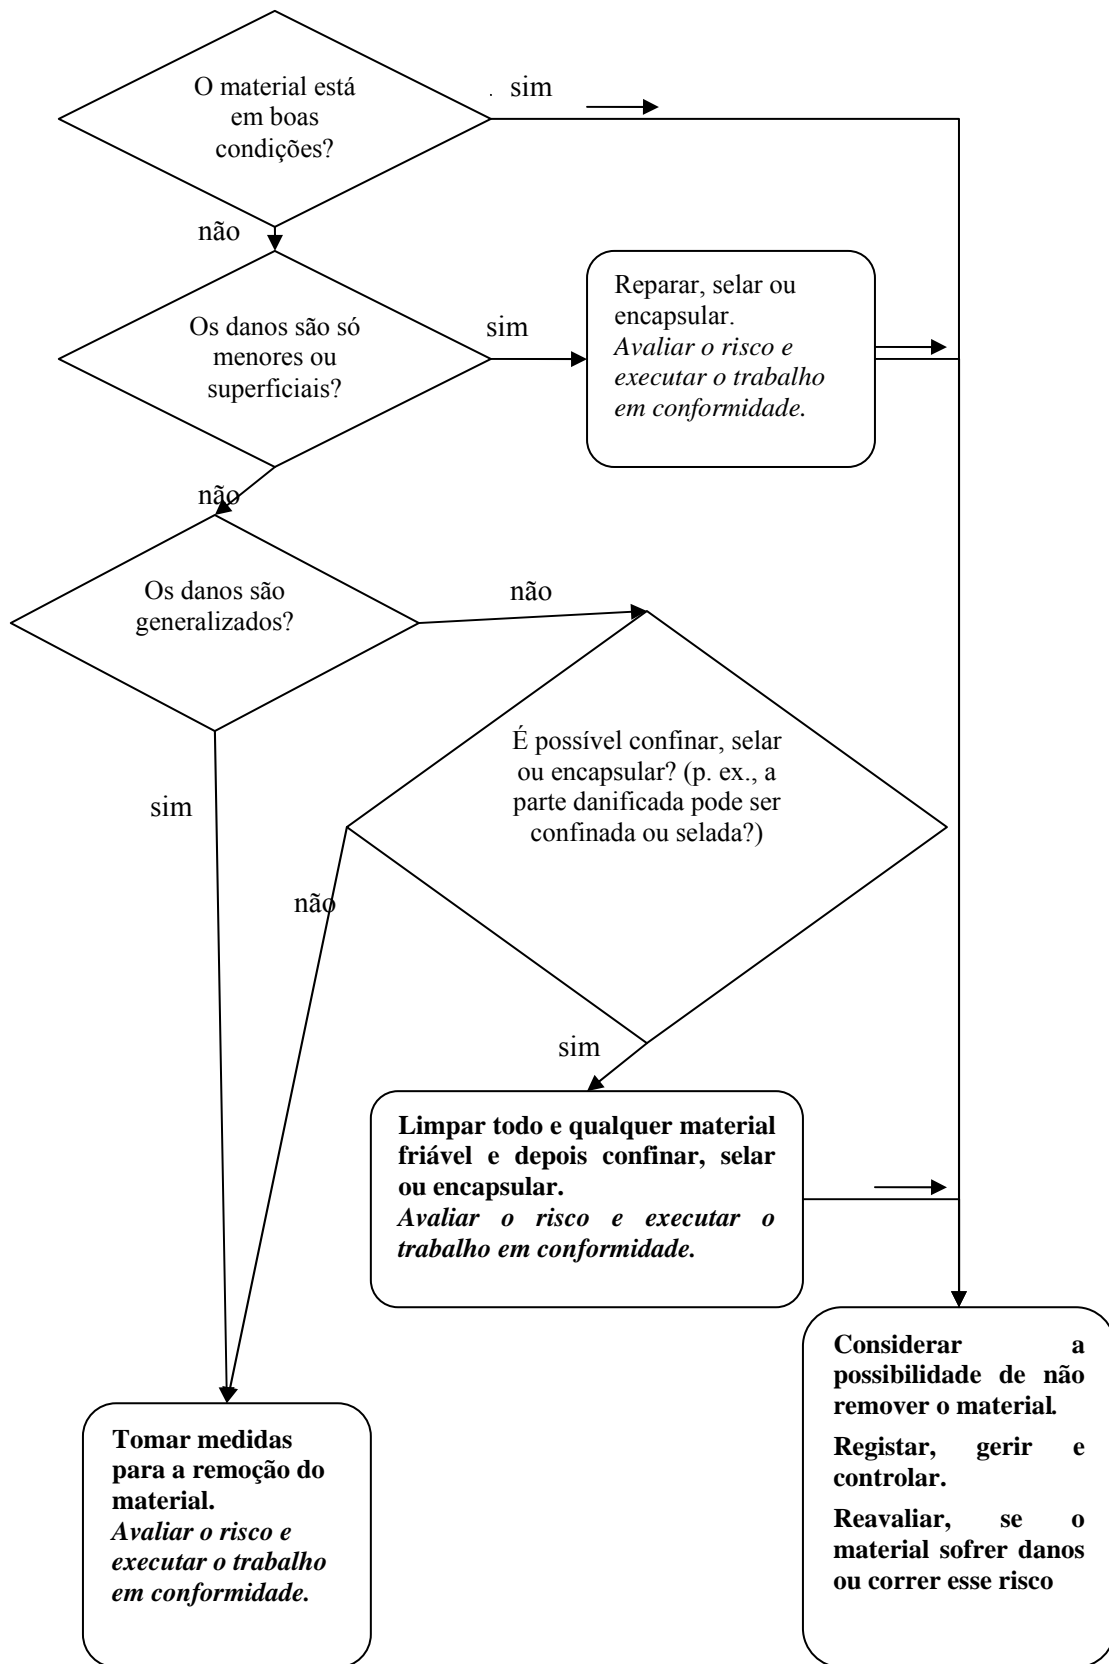 O material está
em boas
condições?
. sim
não
Os danos são só
menores ou
superficiais?
sim
Reparar, selar ou
encapsular.
Avaliar o risco e
executar o trabalho
em conformidade.
não
Os danos são
generalizados?
não
É possível confinar, selar
ou encapsular? (p. ex., a
parte danificada pode ser
confinada ou selada?)
sim
não
sim
Limpar todo e qualquer material
friável e depois confinar, selar
ou encapsular.
Avaliar o risco e executar o
trabalho em conformidade.
Considerar a
possibilidade de não
remover o material.
Registar, gerir e
controlar.
Reavaliar, se o
material sofrer danos
ou correr esse risco
Tomar medidas
para a remoção do
material.
Avaliar o risco e
executar o trabalho
em conformidade.